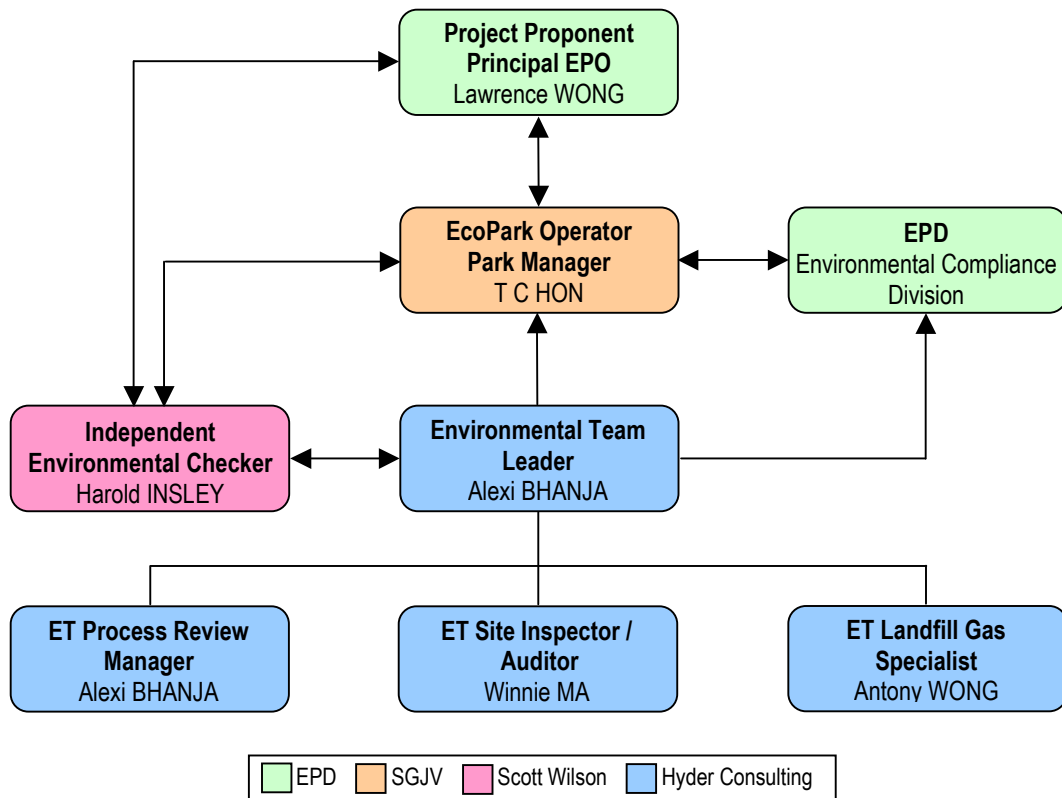 Project Proponent
Principal EPO
Lawrence WONG
EcoPark Operator
Park Manager
T C HON
EPD
Environmental Compliance
Division
Independent
Environmental Checker
Harold INSLEY
Environmental Team
Leader
Alexi BHANJA
ET Process Review
Manager
Alexi BHANJA
ET Site Inspector /
Auditor
Winnie MA
ET Landfill Gas
Specialist
Antony WONG
EPD SGJV Scott Wilson Hyder Consulting